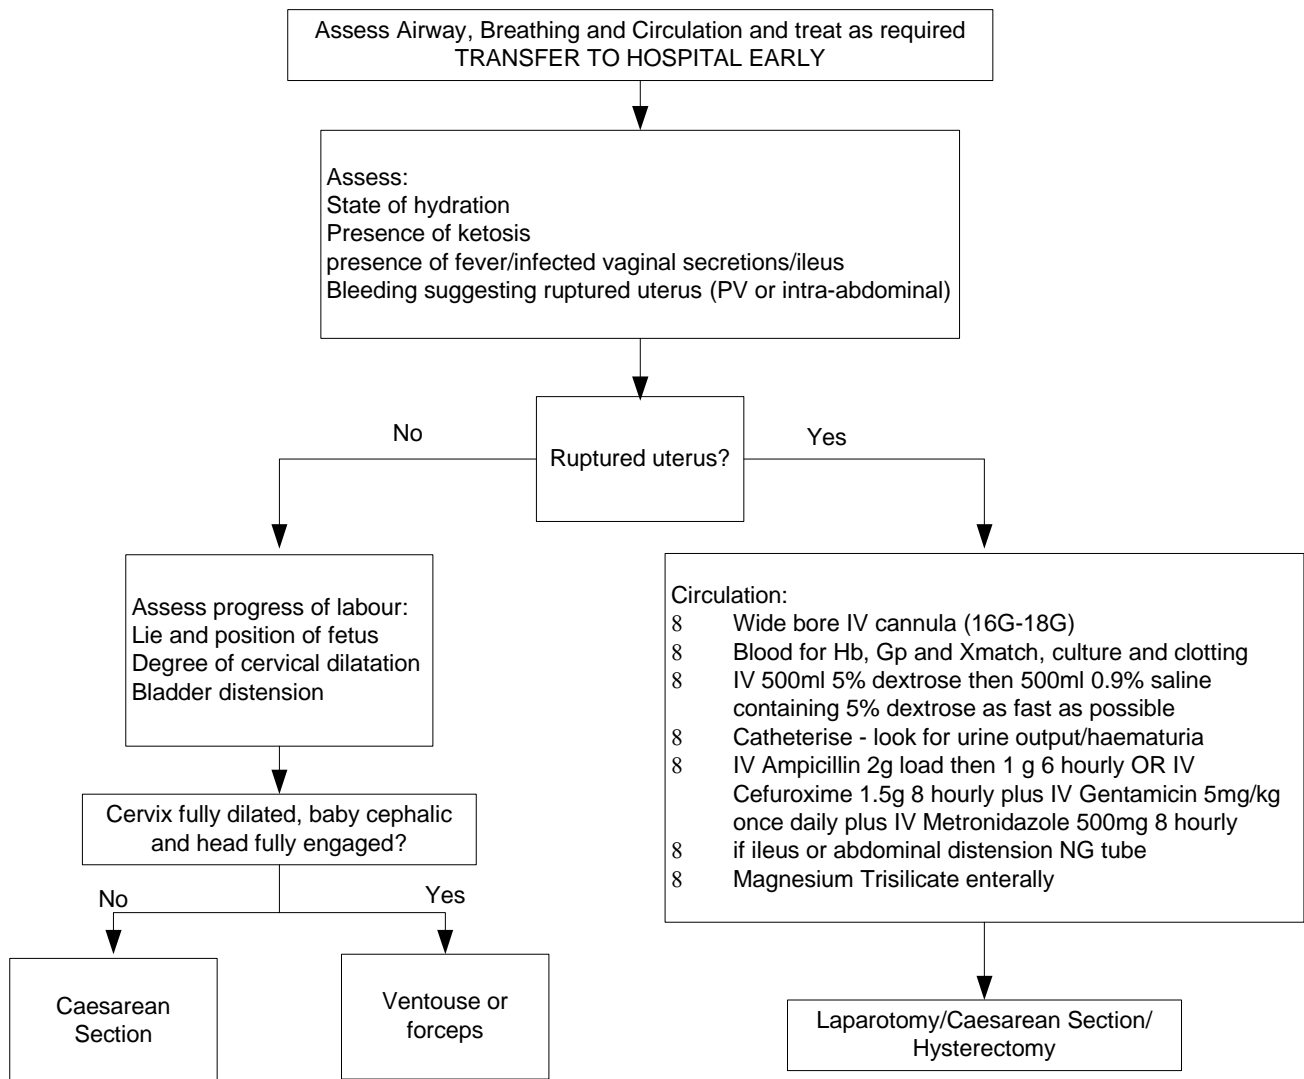 Assess Airway, Breathing and Circulation and treat as required
TRANSFER TO HOSPITAL EARLY
Assess:
State of hydration
Presence of ketosis
presence of fever/infected vaginal secretions/ileus
Bleeding suggesting ruptured uterus (PV or intra-abdominal)
Ruptured uterus?
No
Yes
Assess progress of labour:
Lie and position of fetus
Degree of cervical dilatation
Bladder distension
Cervix fully dilated, baby cephalic
and head fully engaged?
No
Yes
Caesarean
Section
Ventouse or
forceps
Circulation:
8 Wide bore IV cannula (16G-18G)
8 Blood for Hb, Gp and Xmatch, culture and clotting
8 IV 500ml 5% dextrose then 500ml 0.9% saline
containing 5% dextrose as fast as possible
8 Catheterise - look for urine output/haematuria
8 IV Ampicillin 2g load then 1 g 6 hourly OR IV
Cefuroxime 1.5g 8 hourly plus IV Gentamicin 5mg/kg
once daily plus IV Metronidazole 500mg 8 hourly
8 if ileus or abdominal distension NG tube
8 Magnesium Trisilicate enterally
Laparotomy/Caesarean Section/
Hysterectomy